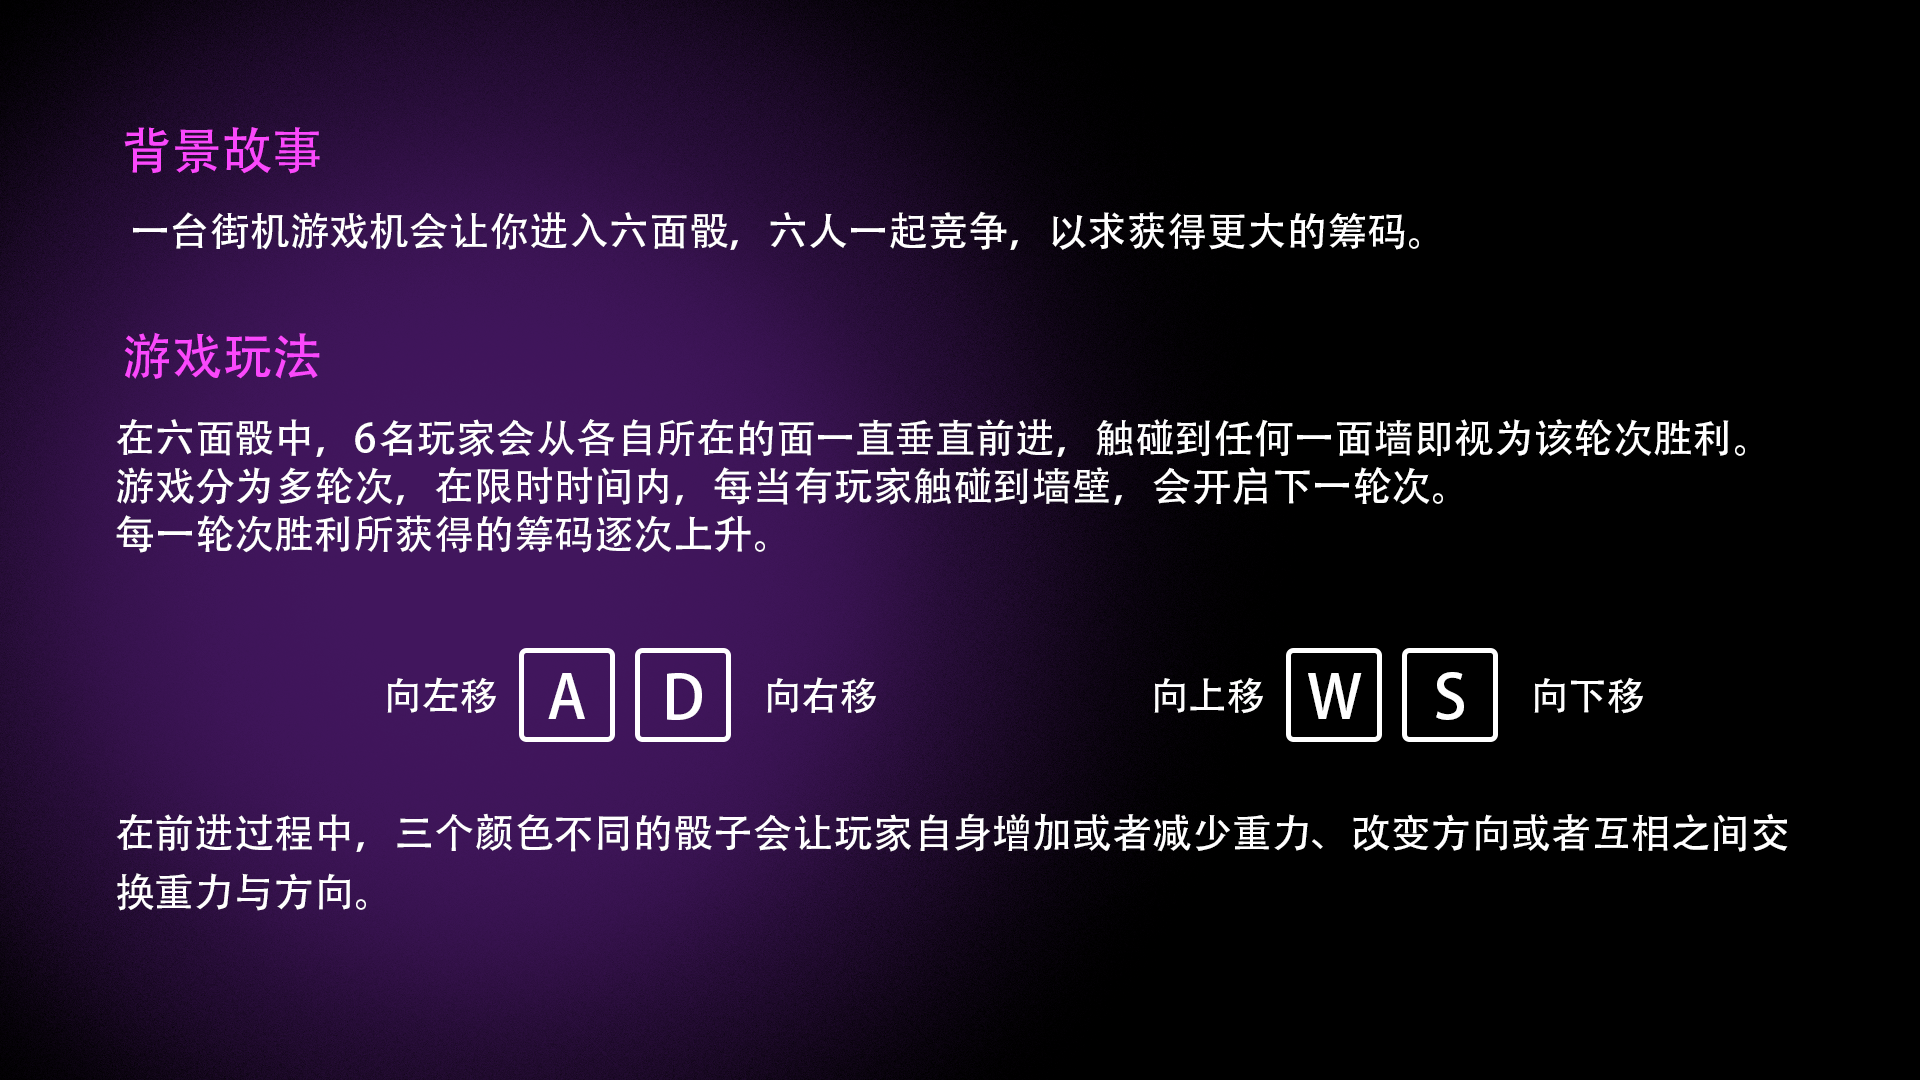 背景故事
一台街机游戏机会让你进入六面骰，六人一起竞争，以求获得更大的筹码。
游戏玩法
在六面骰中，6名玩家会从各自所在的面一直垂直前进，触碰到任何一面墙即视为该轮次胜利。
游戏分为多轮次，在限时时间内，每当有玩家触碰到墙壁，会开启下一轮次。
每一轮次胜利所获得的筹码逐次上升。
向左移 A D 向右移 向上移 W S 向下移
在前进过程中，三个颜色不同的骰子会让玩家自身增加或者减少重力、改变方向或者互相之间交
换重力与方向。